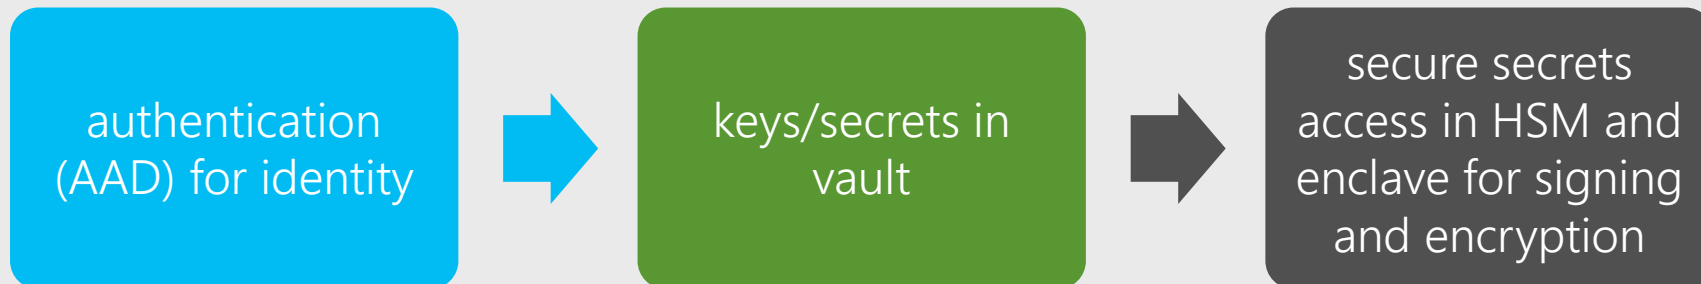 authentication
(AAD) for identity
keys/secrets in
vault
secure secrets
access in HSM and
enclave for signing
and encryption